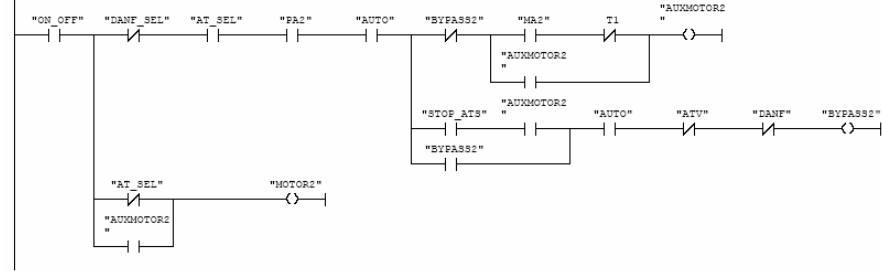 "AUXMOTOR2
"ON_OFF" "DANF_SEL" "AT_SEL" "PA2" "AUTO" "BYPASS2" "MA2" T1 "
"AUXMOTOR2
"
"AUXMOTOR2
"STOP_ATS" " "AUTO" "ATV" "DANF" "BYPASS2"
"BYPASS2"
"AT_SEL" "MOTOR2"
"AUXMOTOR2
"